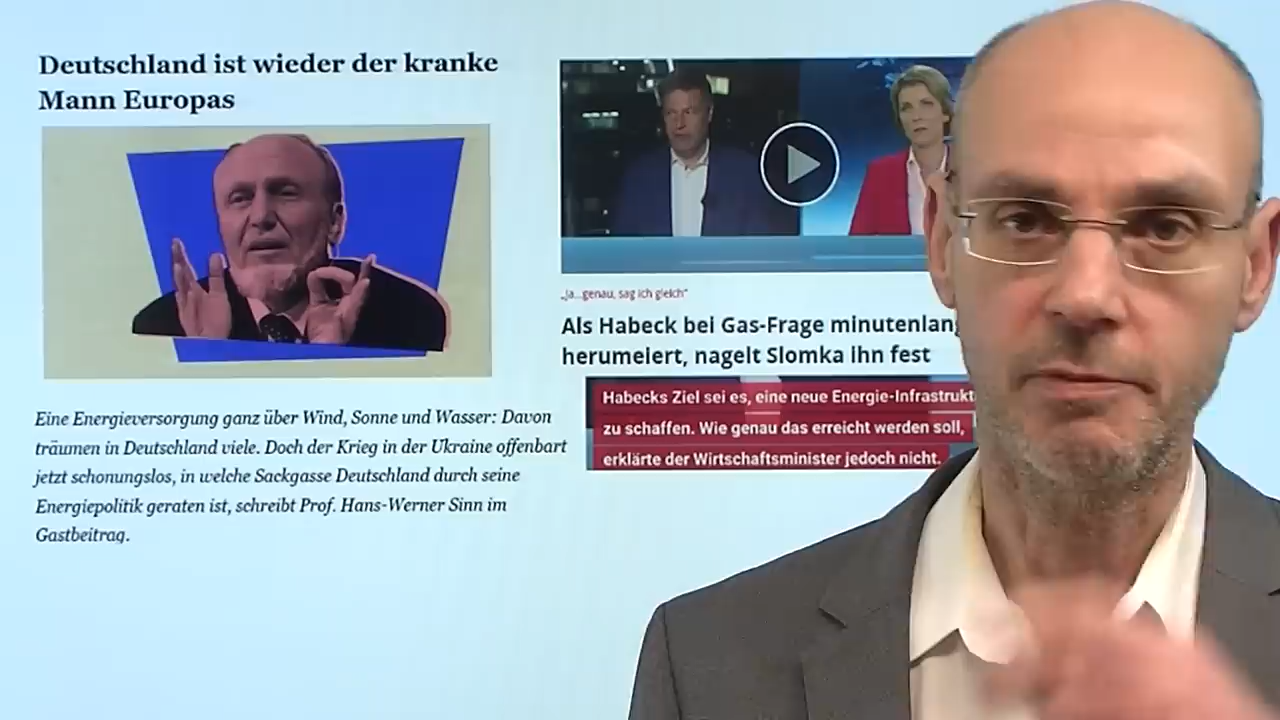 Deutschland ist wieder der kranke
Mann Europas
Eine Energieversorgung ganz über Wind, Sonne und Wasser: Davon
träumen in Deutschland viele. Doch der Krieg in der Ukraine offenbart
jetzt schonungslos, in welche Sackgasse Deutschland durch seine
Energiepolitik geraten ist, schreibt Prof. Hans-Werner Sinn im
Gastbeitrag.
„Ja...genau, sag ich gleich“
Als Habeck bei Gas-Frage minutenlang
herumeiert, nagelt Slomka ihn fest
Habecks Ziel sei es, eine neue Energie-Infrastrukt
zu schaffen. Wie genau das erreicht werden soll,
erklärte der Wirtschaftsminister jedoch nicht.